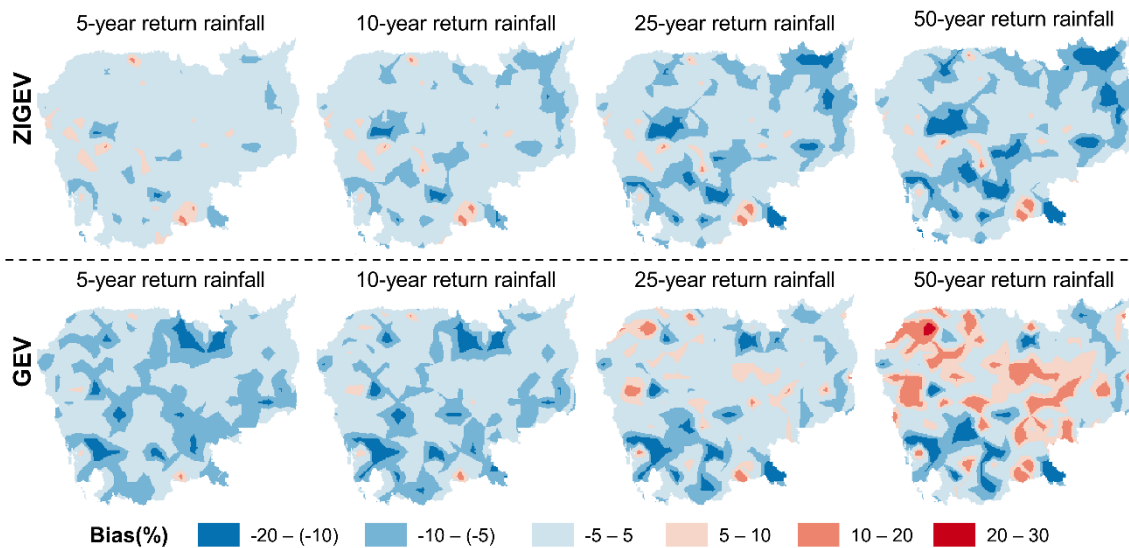 5-year return rainfall
10-year return rainfall
25-year return rainfall
50-year return rainfall
ZIGEV
5-year return rainfall
10-year return rainfall
25-year return rainfall
50-year return rainfall
GEV
Bias(%) -20 – (-10) -10 – (-5) -5 – 5 5 – 10 10 – 20 20 – 30